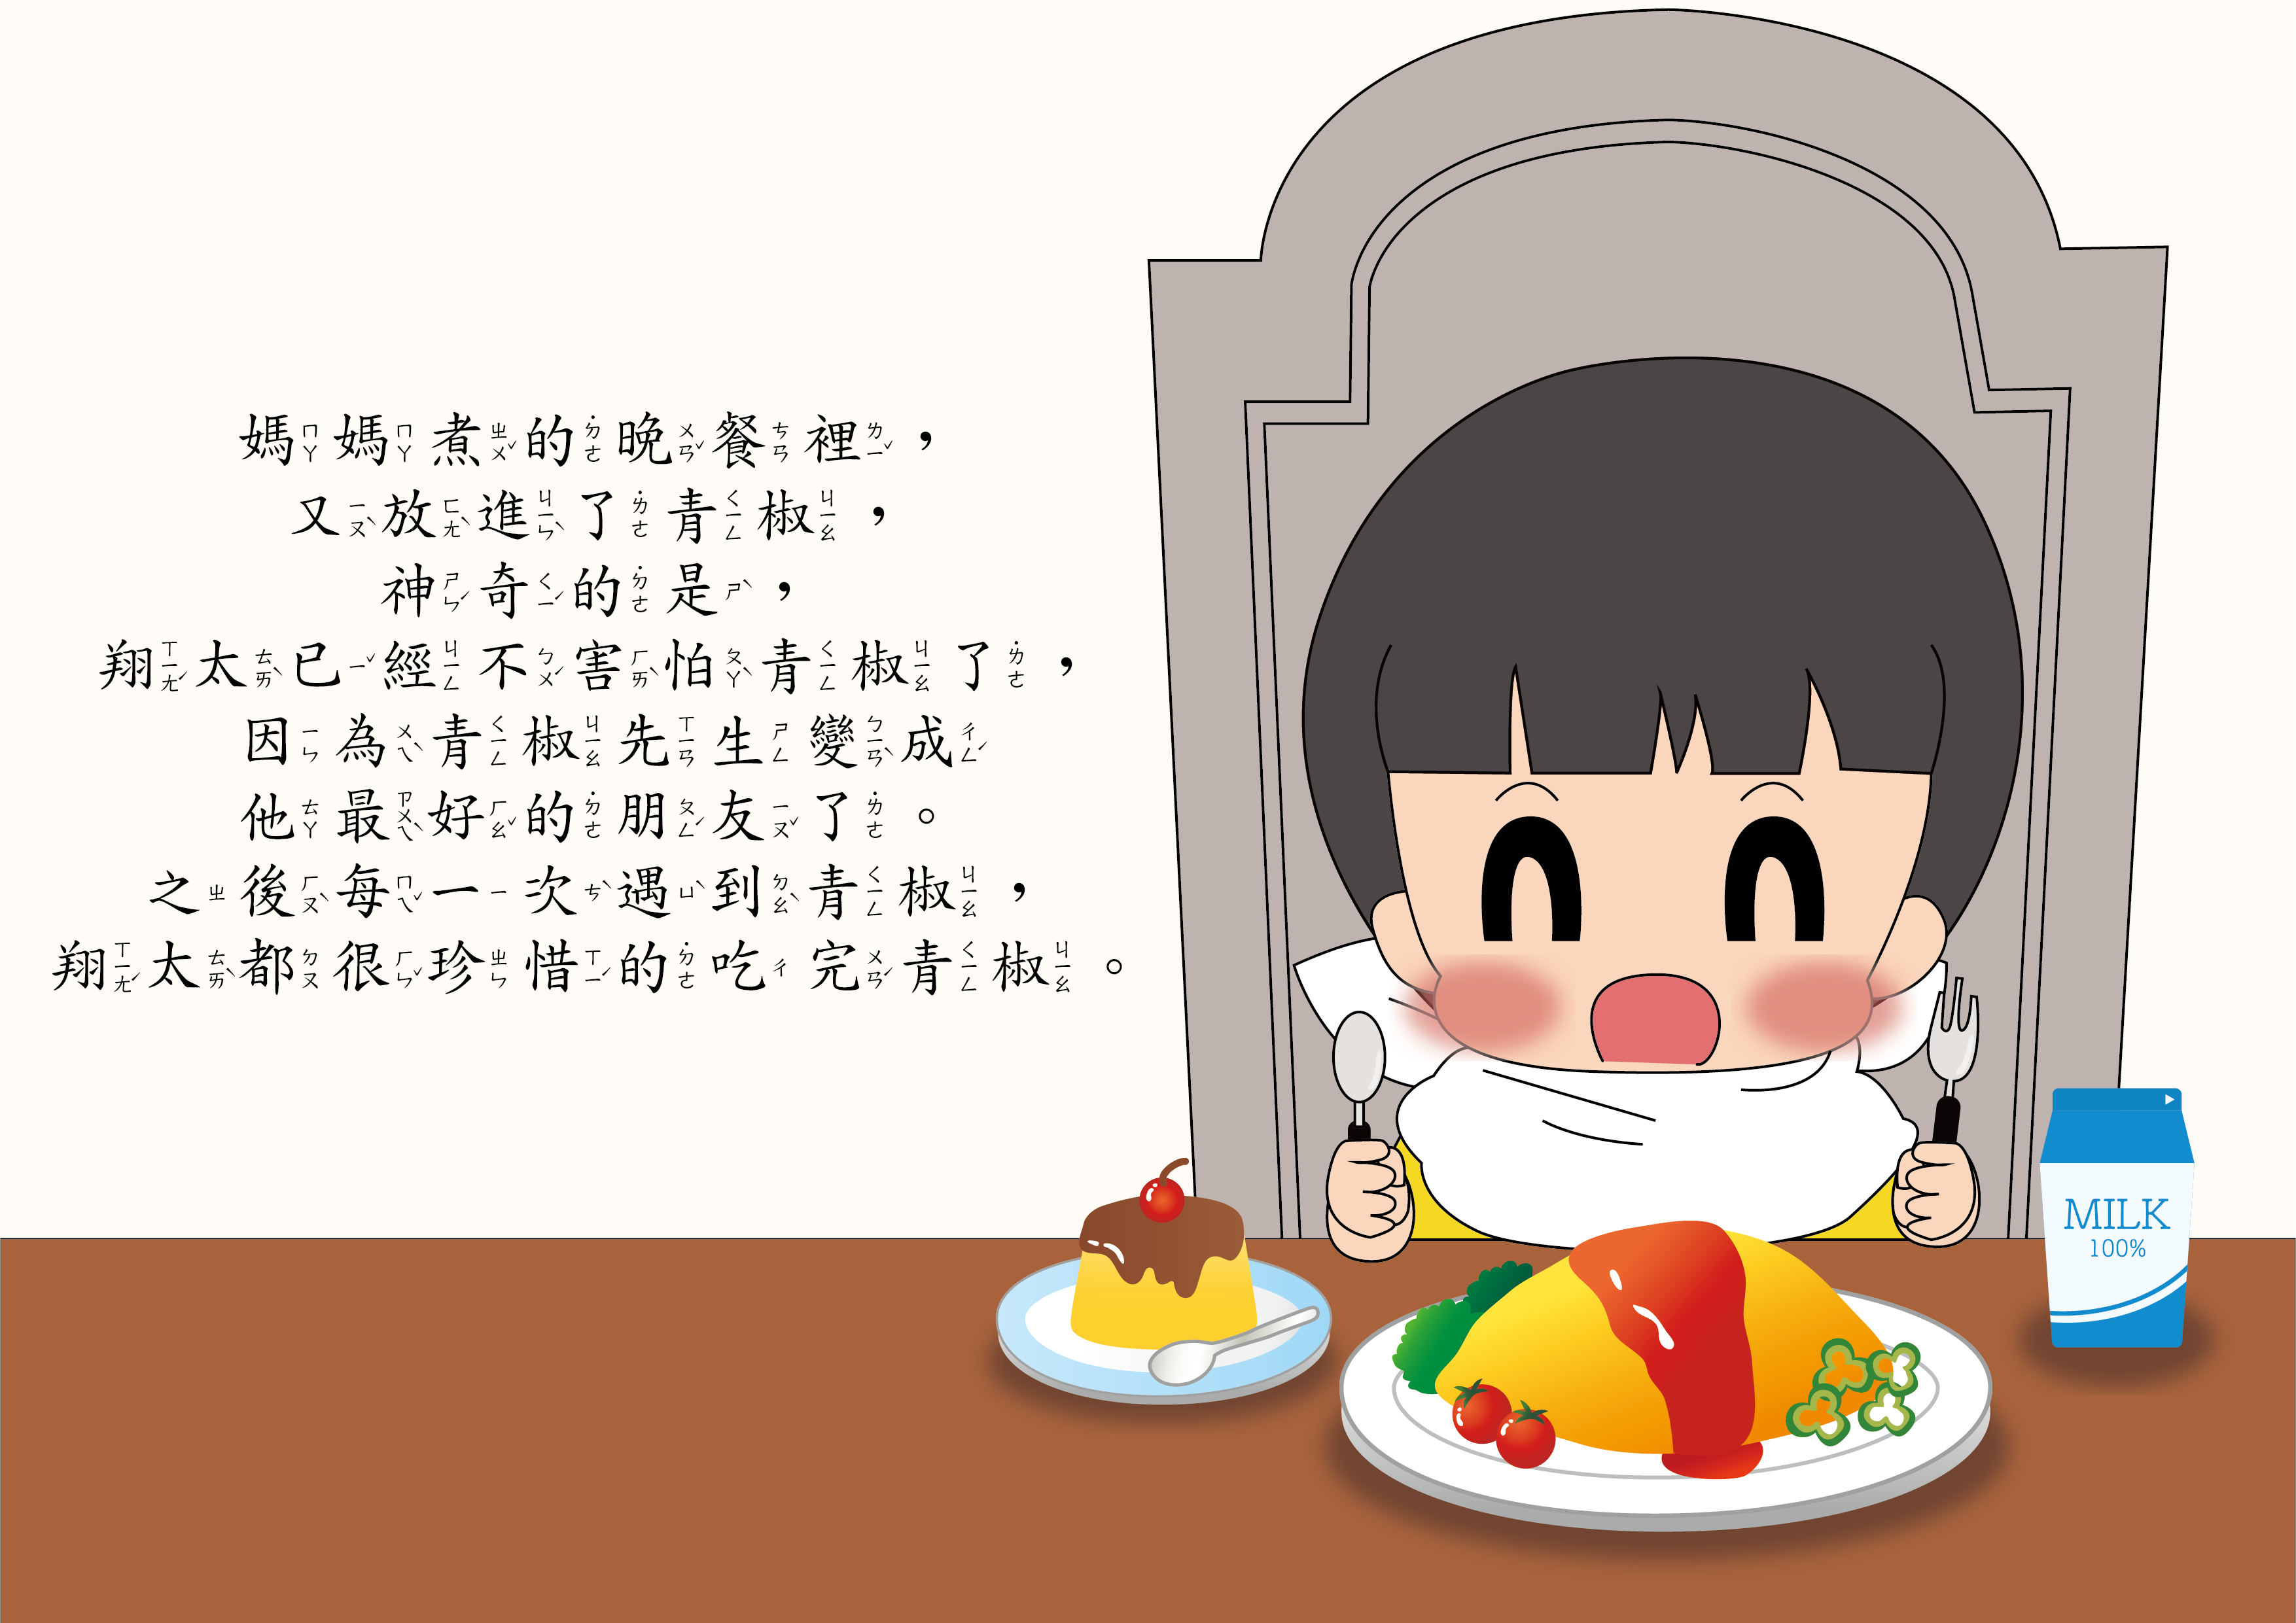 媽媽煮的晚餐裡，
又放進了青椒，
神奇的是，
翔太已經不害怕青椒了，
因為青椒先生變成
他最好的朋友了。
之後每一次遇到青椒，
翔太都很珍惜的吃完青椒。
MILK
100%